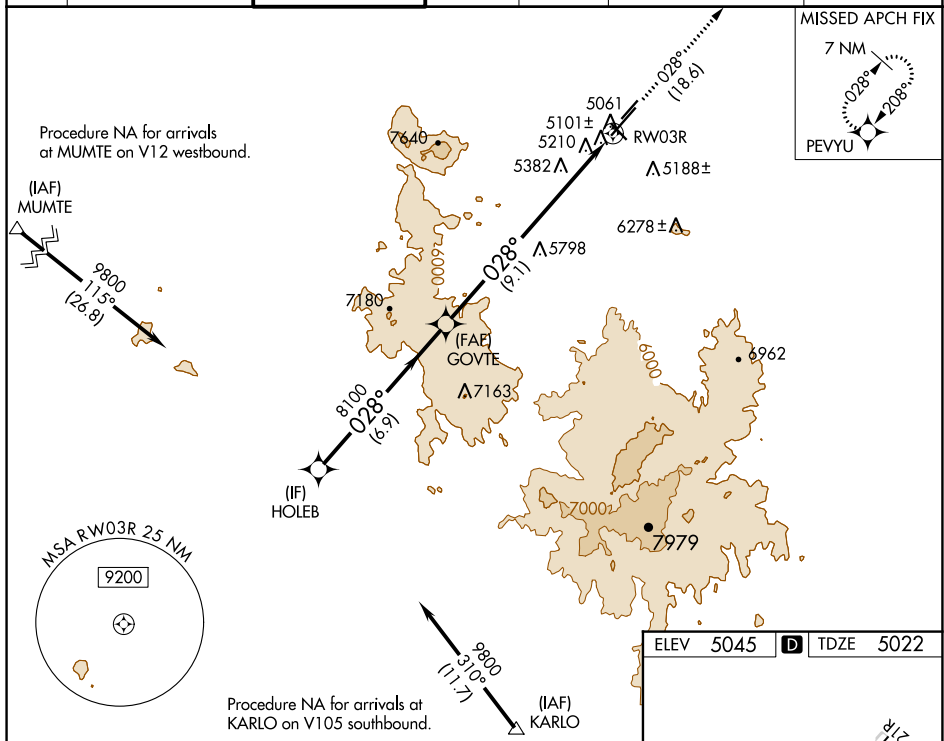 MISSED APCH FIX
7 NM
028°
208°
PEVYU
028°
(18.6)
5061
5101±
5210
RW03R
5382
5188±
6278±
5798
7640
Procedure NA for arrivals
at MUMTE on V12 westbound.
(IAF)
MUMTE
9800
115°
(26.8)
6000
028°
(9.1)
7180
(FAF)
GOVTE
7163
6000
6962
8100
028°
(6.9)
(IF)
HOLEB
7000
7979
MSA RW03R 25 NM
9200
9800
310°
(11.7)
(IAF)
KARLO
Procedure NA for arrivals at
KARLO on V105 southbound.
ELEV 5045 D TDZE 5022
21R